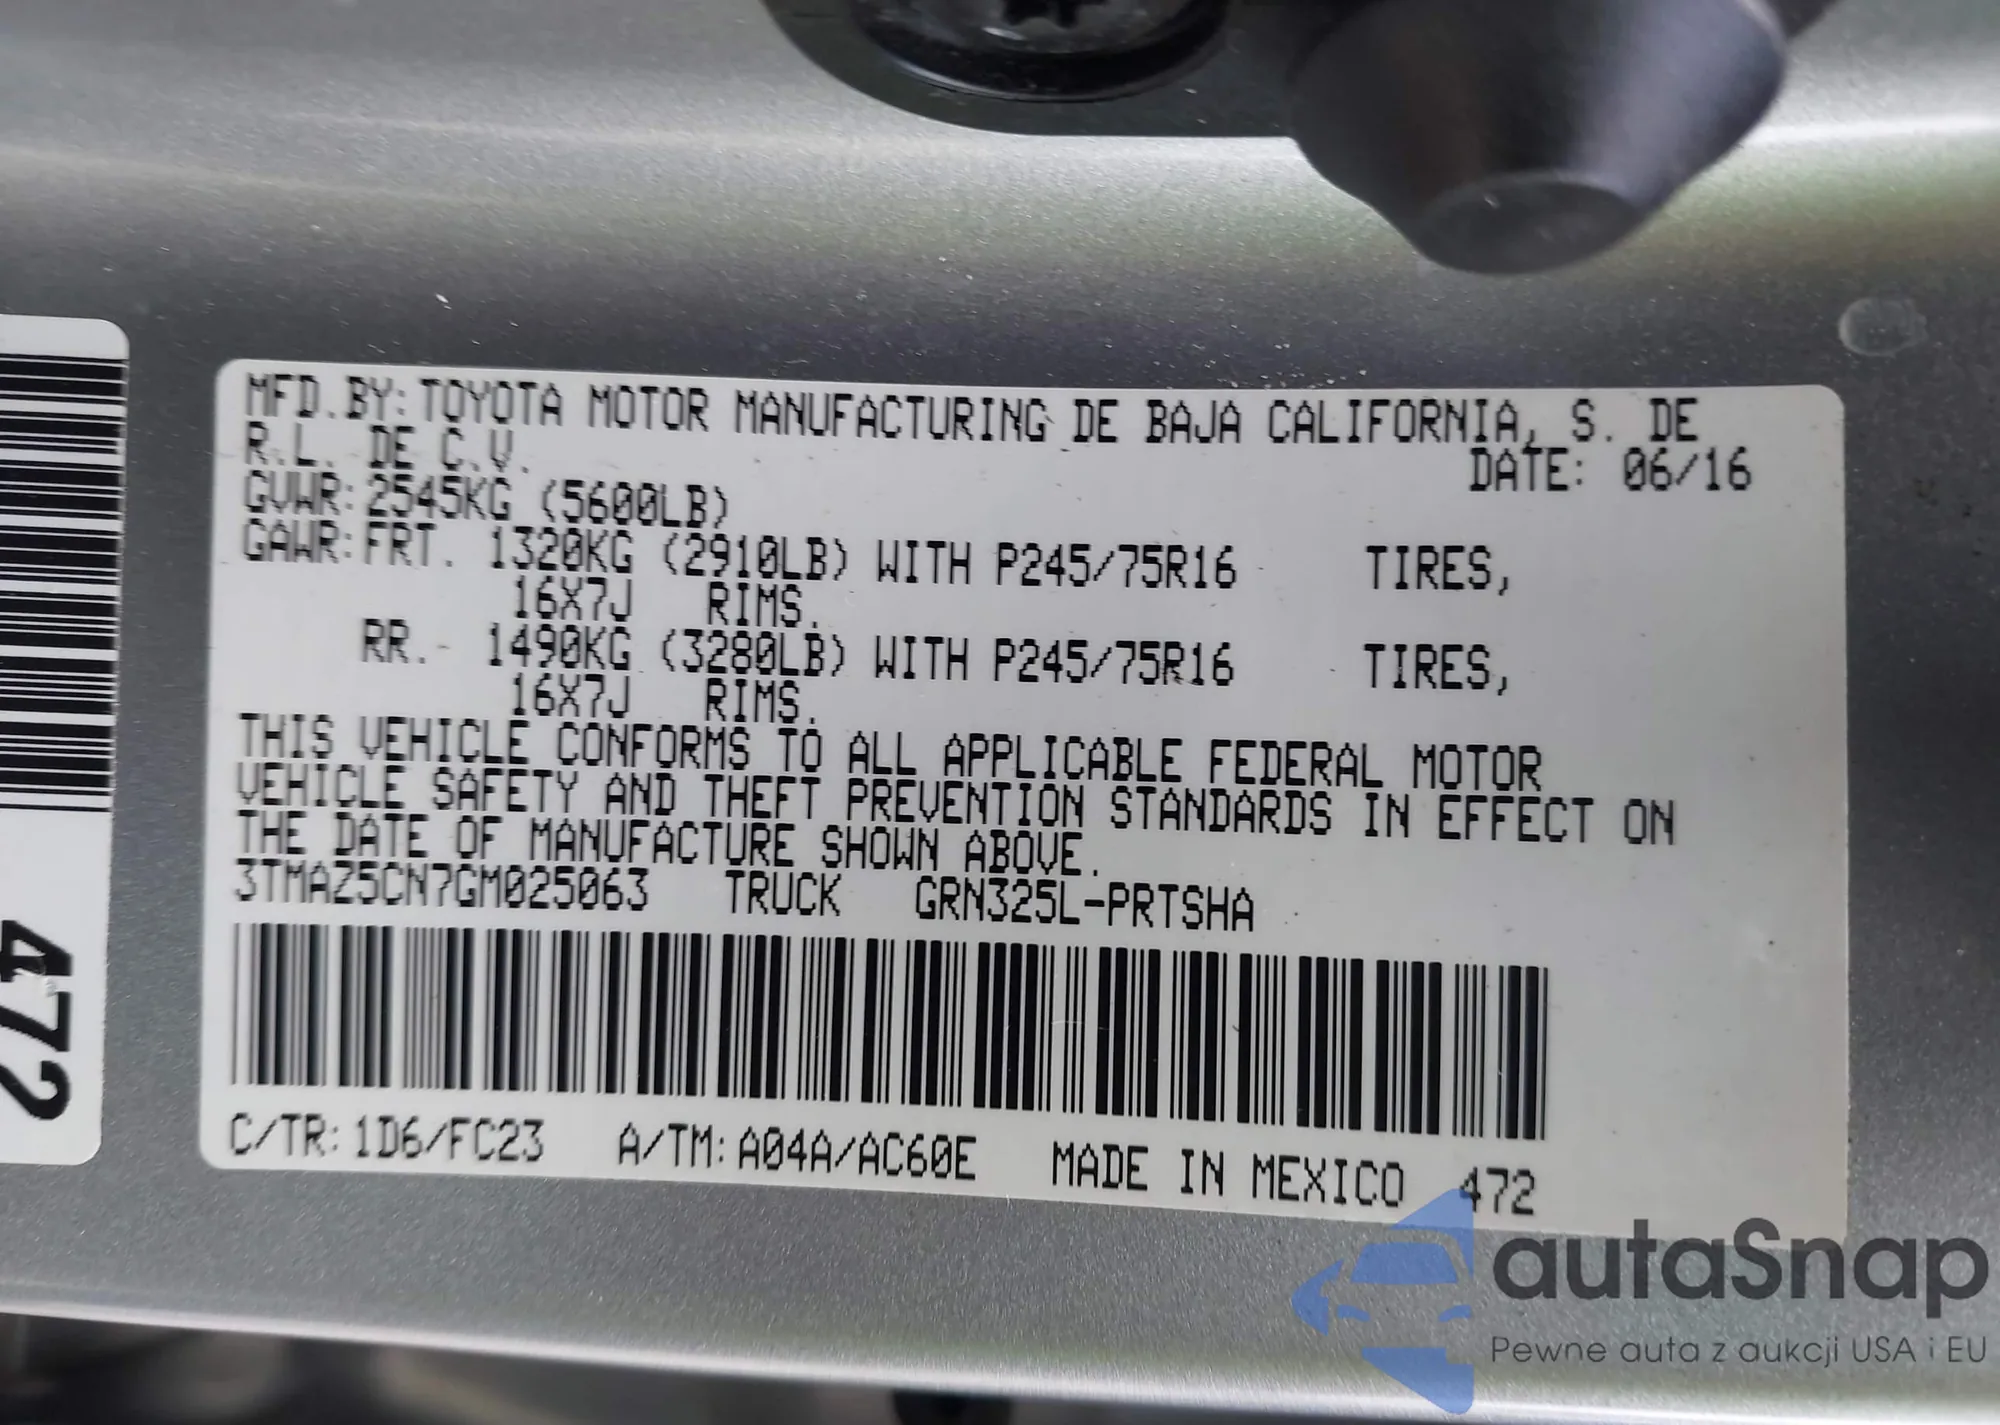 MFD.BY:TOYOTA MOTOR MANUFACTURING DE BAJA CALIFORNIA, S. DE
R.L. DE C.V.
DATE: 06/16
GVWR:2545KG (5600LB)
GAWR:FRT. 1320KG (2910LB) WITH P245/75R16 TIRES,
16X7J RIMS.
RR.- 1490KG (3280LB) WITH P245/75R16 TIRES,
16X7J RIMS.
THIS VEHICLE CONFORMS TO ALL APPLICABLE FEDERAL MOTOR
VEHICLE SAFETY AND THEFT PREVENTION STANDARDS IN EFFECT ON
THE DATE OF MANUFACTURE SHOWN ABOVE.
3TMAZ5CN7GM025063 TRUCK GRN325L-PRTSHA
C/TR:1D6/FC23 A/TM:A04A/AC60E MADE IN MEXICO 472
472
autaSnap
Pewne auta z aukcji USA i EU